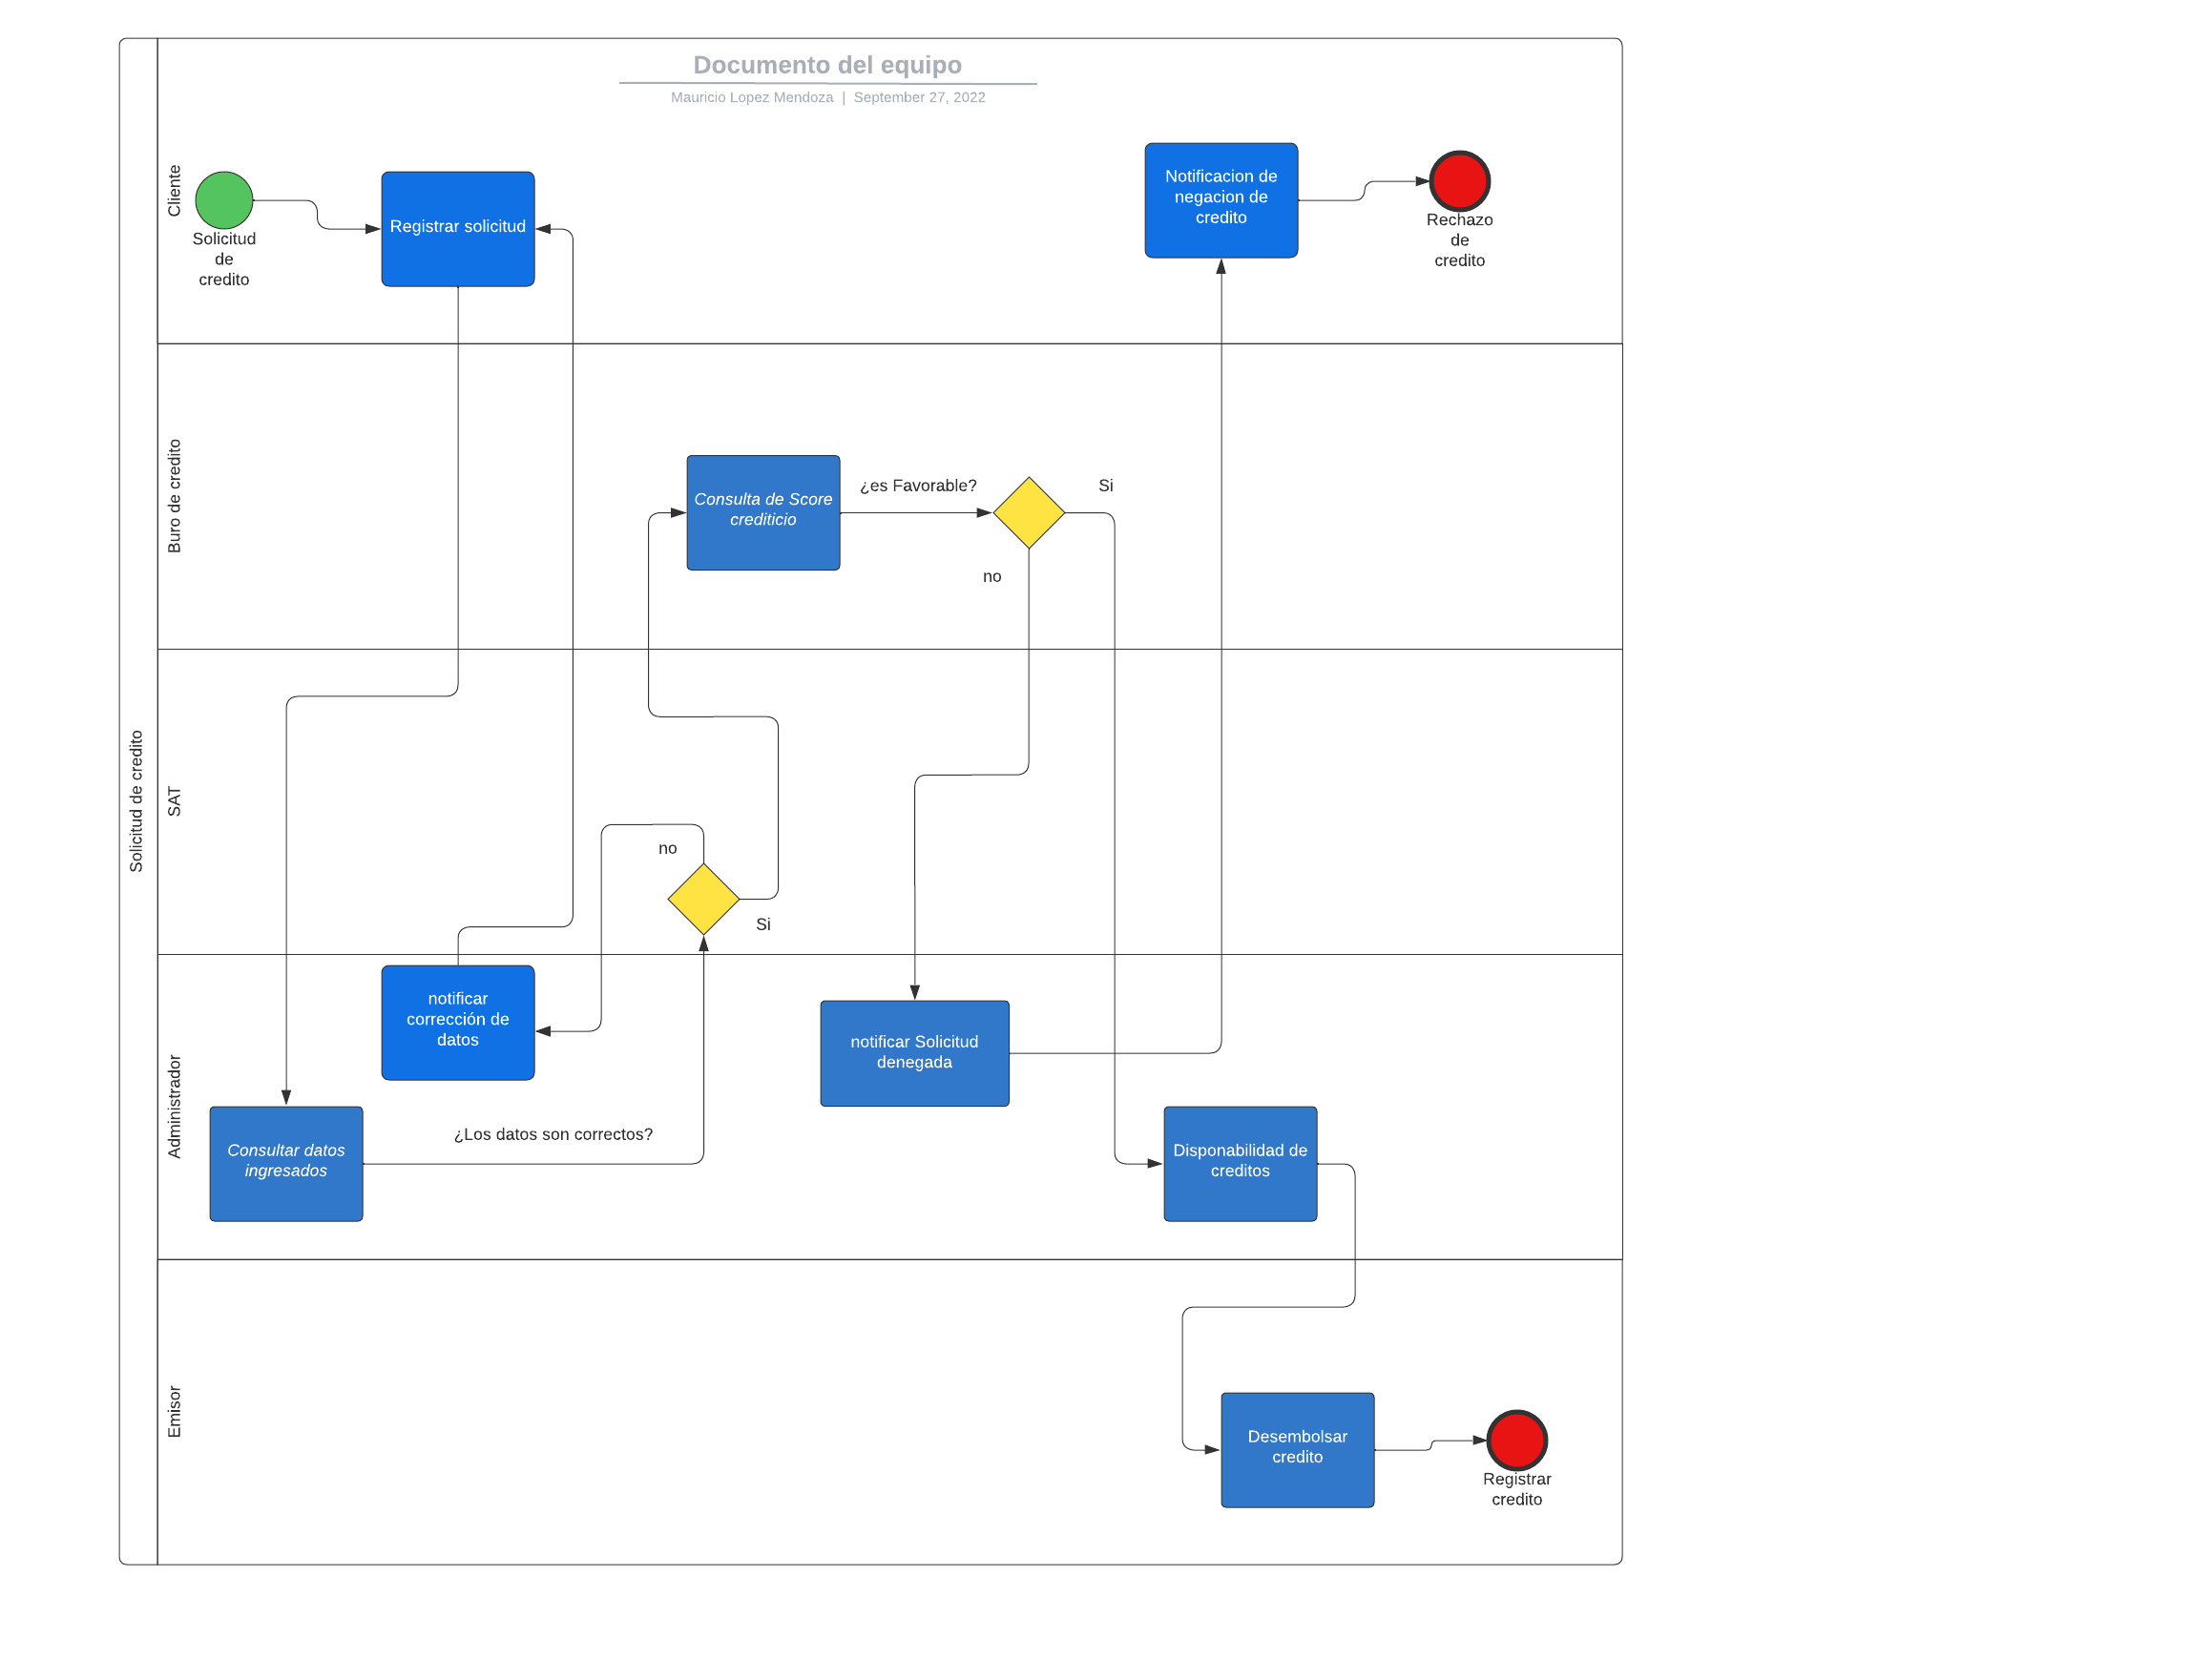 Documento del equipo
Mauricio Lopez Mendoza | September 27, 2022
Solicitud de credito
Cliente
Solicitud
de
credito
Registrar solicitud
Notificacion de
negacion de
credito
Rechazo
de
credito
Buro de credito
Consulta de Score
crediticio
¿es Favorable?
Si
no
SAT
no
Si
Administrador
notificar
corrección de
datos
notificar Solicitud
denegada
¿Los datos son correctos?
Consultar datos
ingresados
Disponabilidad de
creditos
Emisor
Desembolsar
credito
Registrar
credito